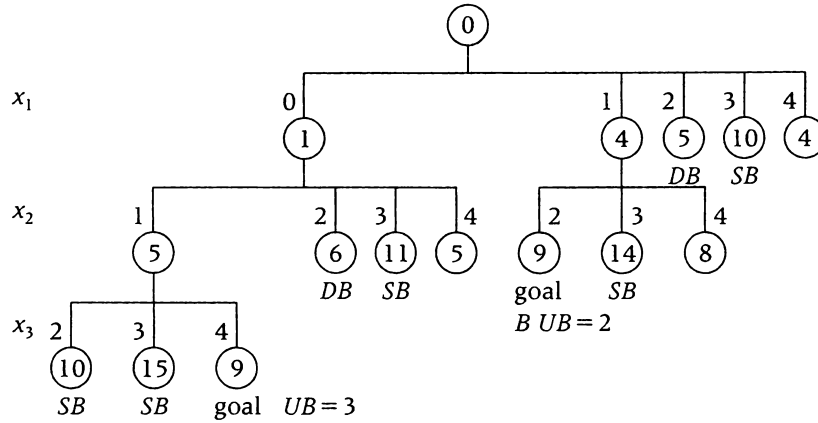 0
x₁ 0 1 2 3 4
1 4 5 10 4
DB SB
x₂ 1 2 3 4 2 3 4
5 6 11 5 9 14 8
DB SB goal SB
B UB = 2
x₃ 2 3 4
10 15 9
SB SB goal UB = 3